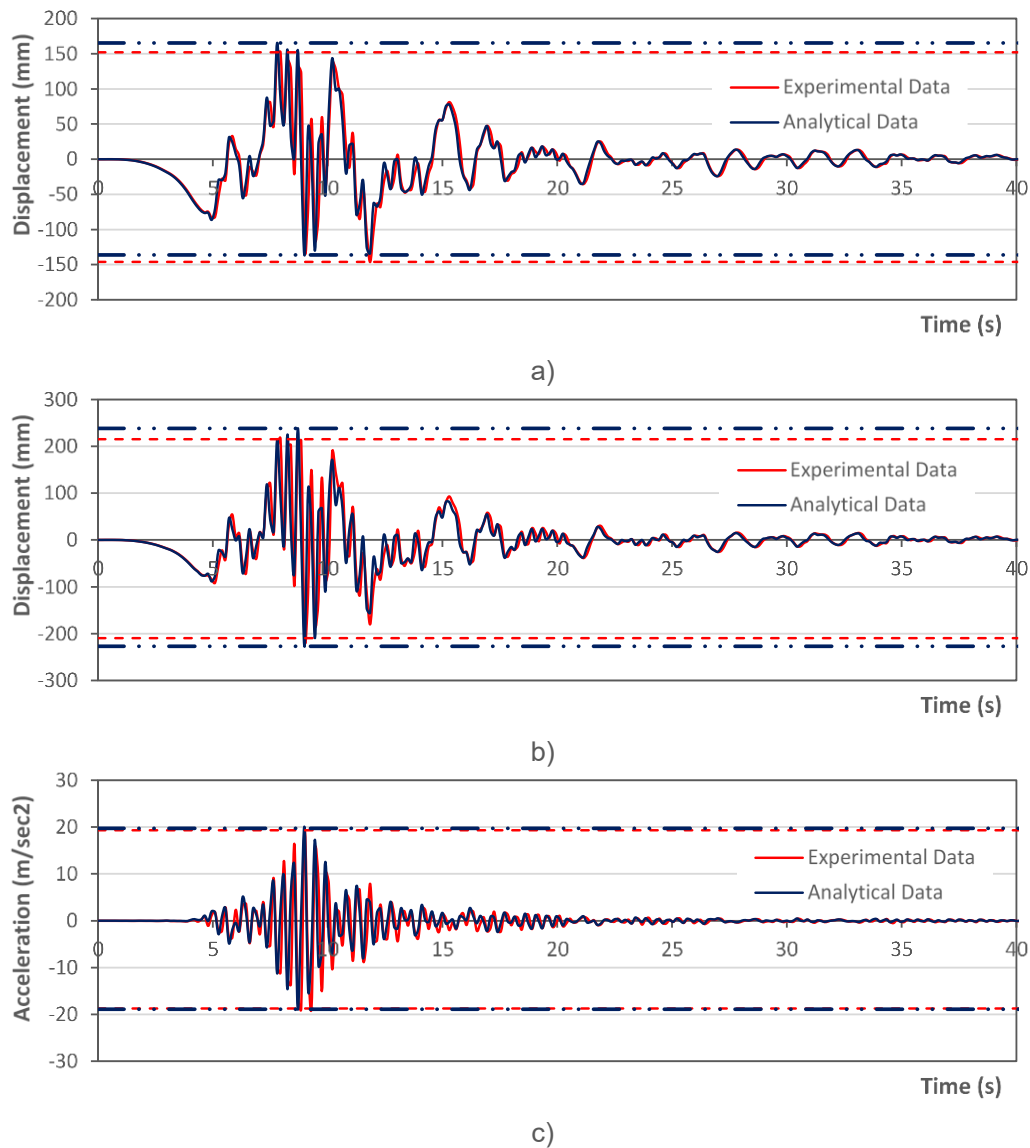 200
150
100
50
0
-50
-100
-150
-200
Displacement (mm)
Experimental Data
Analytical Data
0 5 10 15 20 25 30 35 40
Time (s)
a)
300
200
100
0
-100
-200
-300
Displacement (mm)
Experimental Data
Analytical Data
0 5 10 15 20 25 30 35 40
Time (s)
b)
30
20
10
0
-10
-20
-30
Acceleration (m/sec2)
Experimental Data
Analytical Data
0 5 10 15 20 25 30 35 40
Time (s)
c)